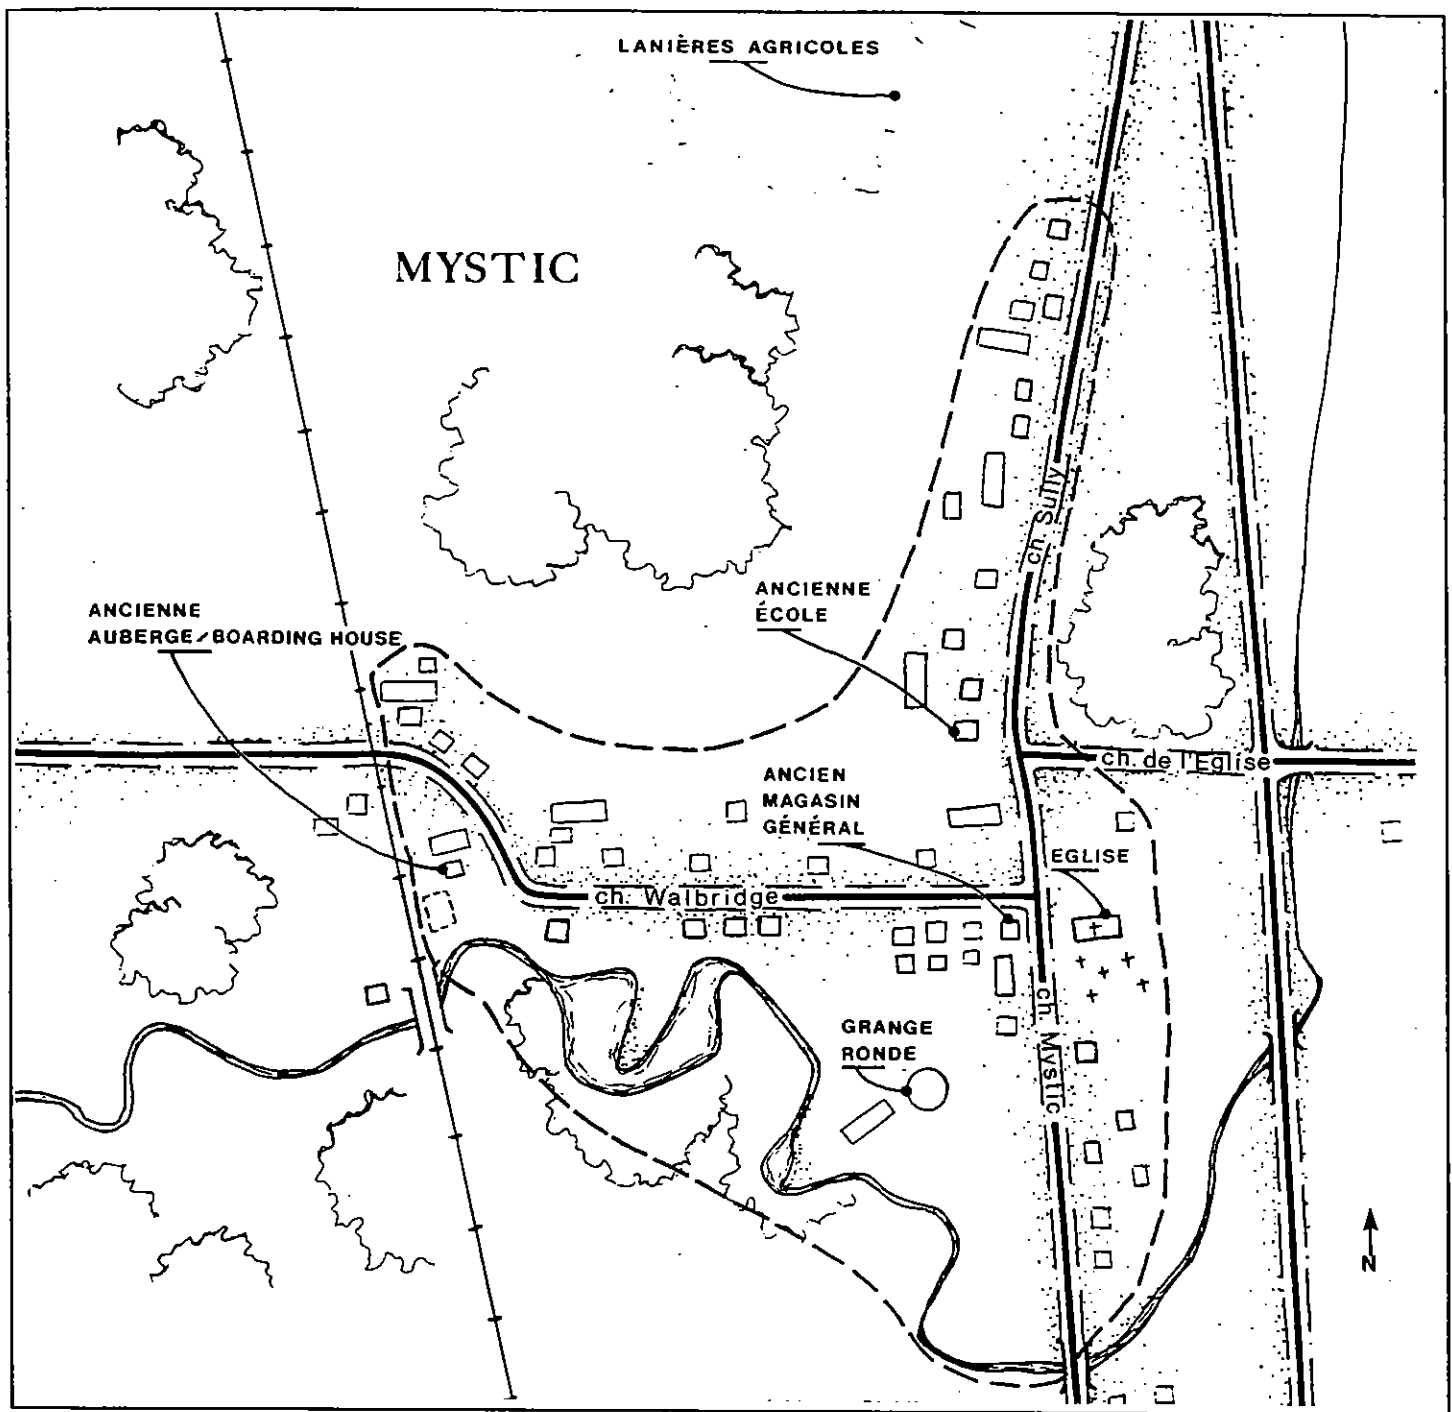 LANIÈRES AGRICOLES
MYSTIC
ch. Sully
ANCIENNE
ÉCOLE
ANCIENNE
AUBERGE/BOARDING HOUSE
ch. de l'Eglise
ANCIEN
MAGASIN
GÉNÉRAL
EGLISE
ch. Walbridge
ch. Mystic
GRANGE
RONDE
N